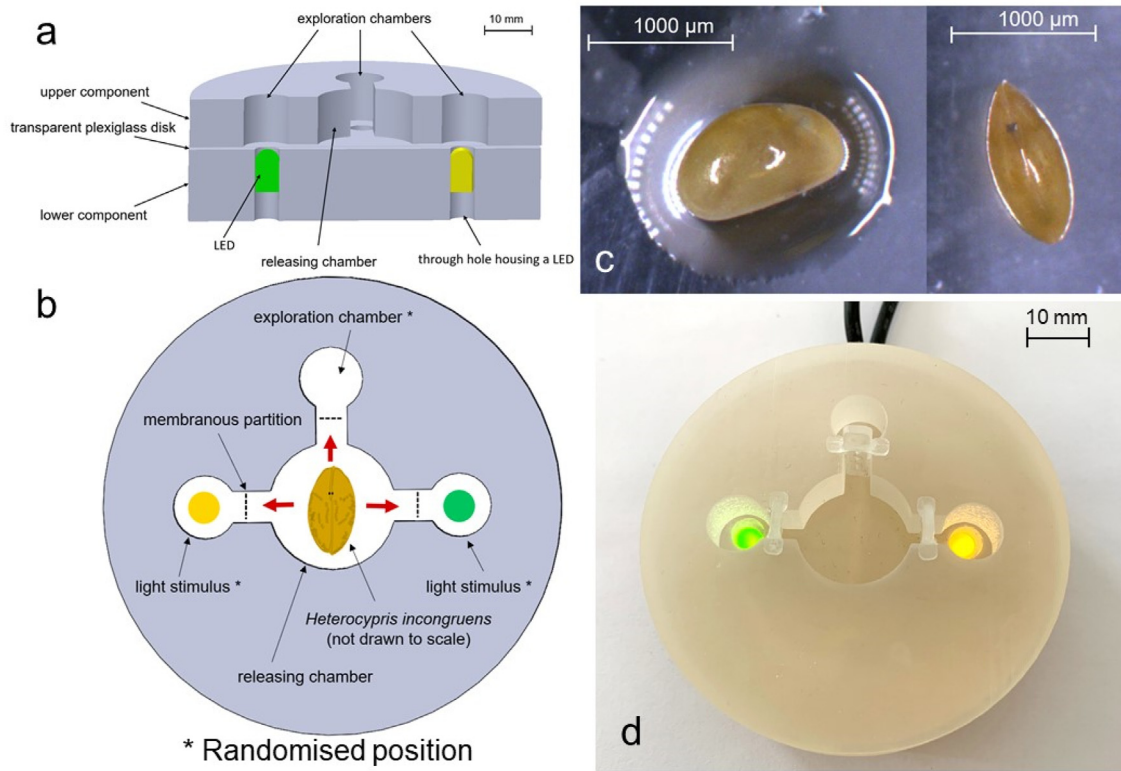 a
exploration chambers
10 mm
upper component
transparent plexiglass disk
lower component
LED
releasing chamber
through hole housing a LED
b
exploration chamber *
membranous partition
light stimulus *
light stimulus *
Heterocypris incongruens
(not drawn to scale)
releasing chamber
* Randomised position
1000 µm
1000 µm
c
10 mm
d